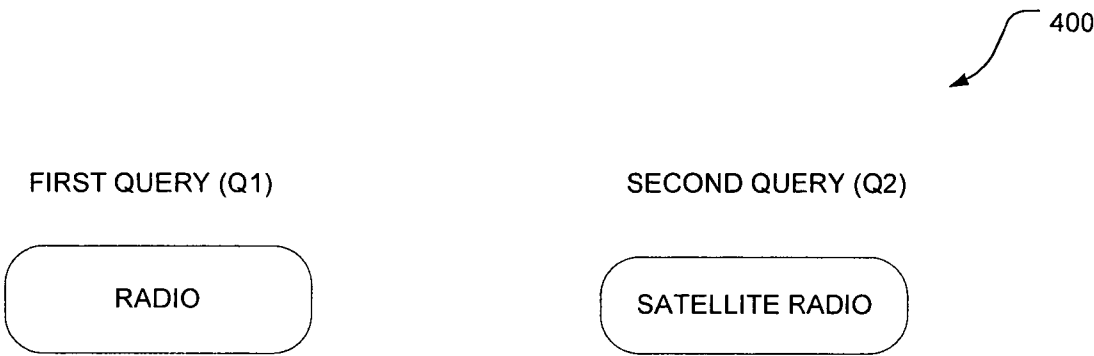 400
FIRST QUERY (Q1)
SECOND QUERY (Q2)
RADIO
SATELLITE RADIO